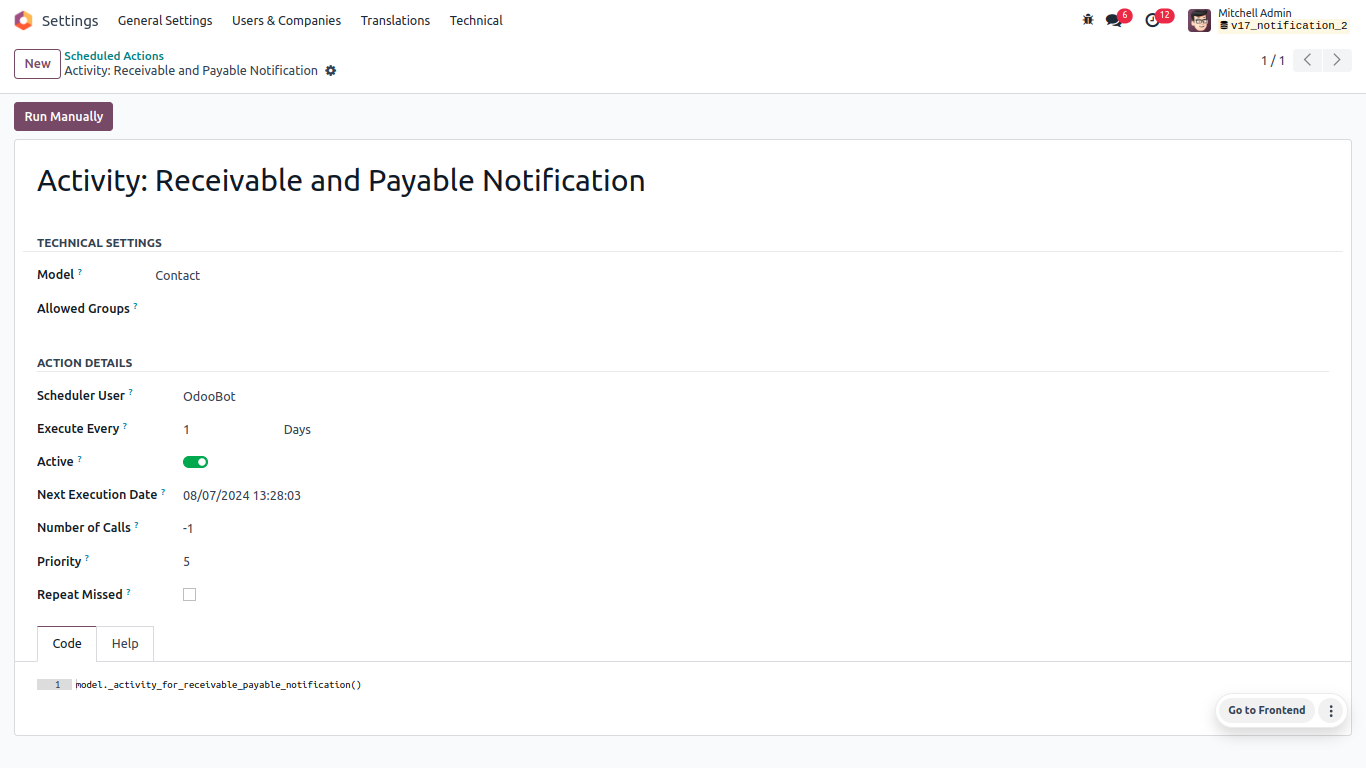 Settings General Settings Users & Companies Translations Technical 6 12 Mitchell Admin
v17_notification_2
New Scheduled Actions
Activity: Receivable and Payable Notification 1 / 1
Run Manually
Activity: Receivable and Payable Notification
TECHNICAL SETTINGS
Model ? Contact
Allowed Groups ?
ACTION DETAILS
Scheduler User ? OdooBot
Execute Every ? 1 Days
Active ?
Next Execution Date ? 08/07/2024 13:28:03
Number of Calls ? -1
Priority ? 5
Repeat Missed ?
Code Help
1 model._activity_for_receivable_payable_notification()
Go to Frontend